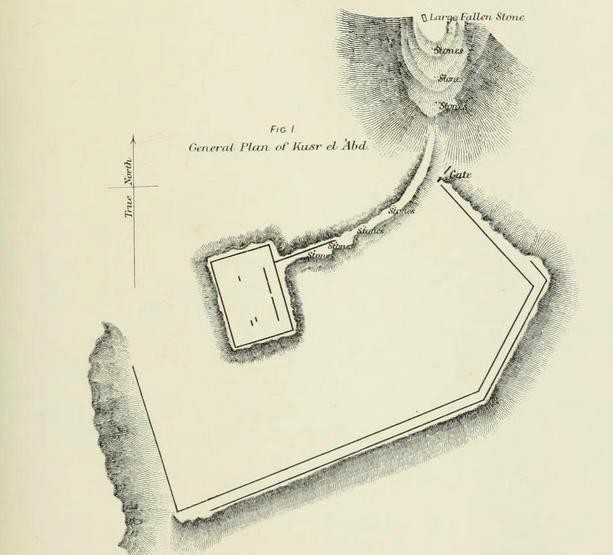 Large Fallen Stone
Stones
Stones
Stones
FIG 1.
General Plan of Kusr el 'Abd
True North
Gate
Stones
Stones
Stones
Stones